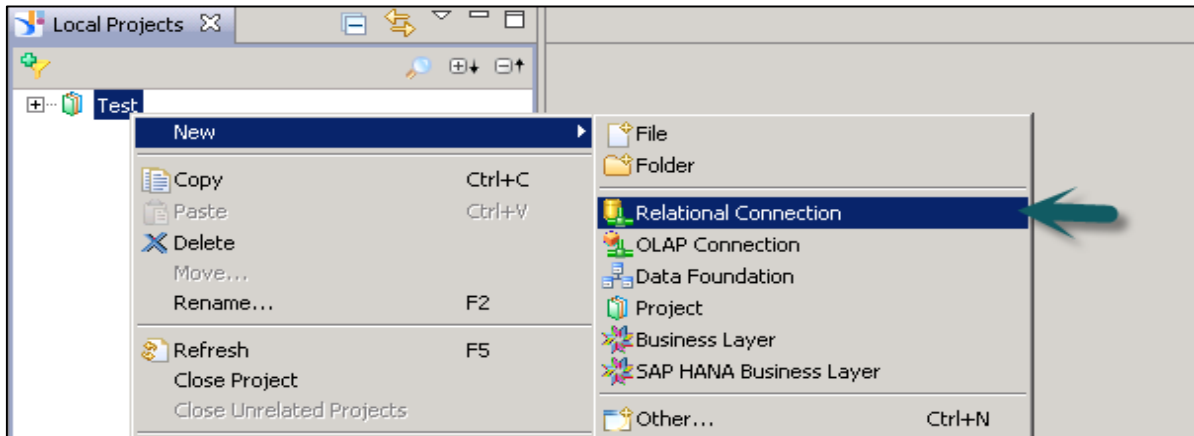 Local Projects
Test
New
Copy Ctrl+C
Paste Ctrl+V
Delete
Move...
Rename... F2
Refresh F5
Close Project
Close Unrelated Projects
File
Folder
Relational Connection
OLAP Connection
Data Foundation
Project
Business Layer
SAP HANA Business Layer
Other... Ctrl+N